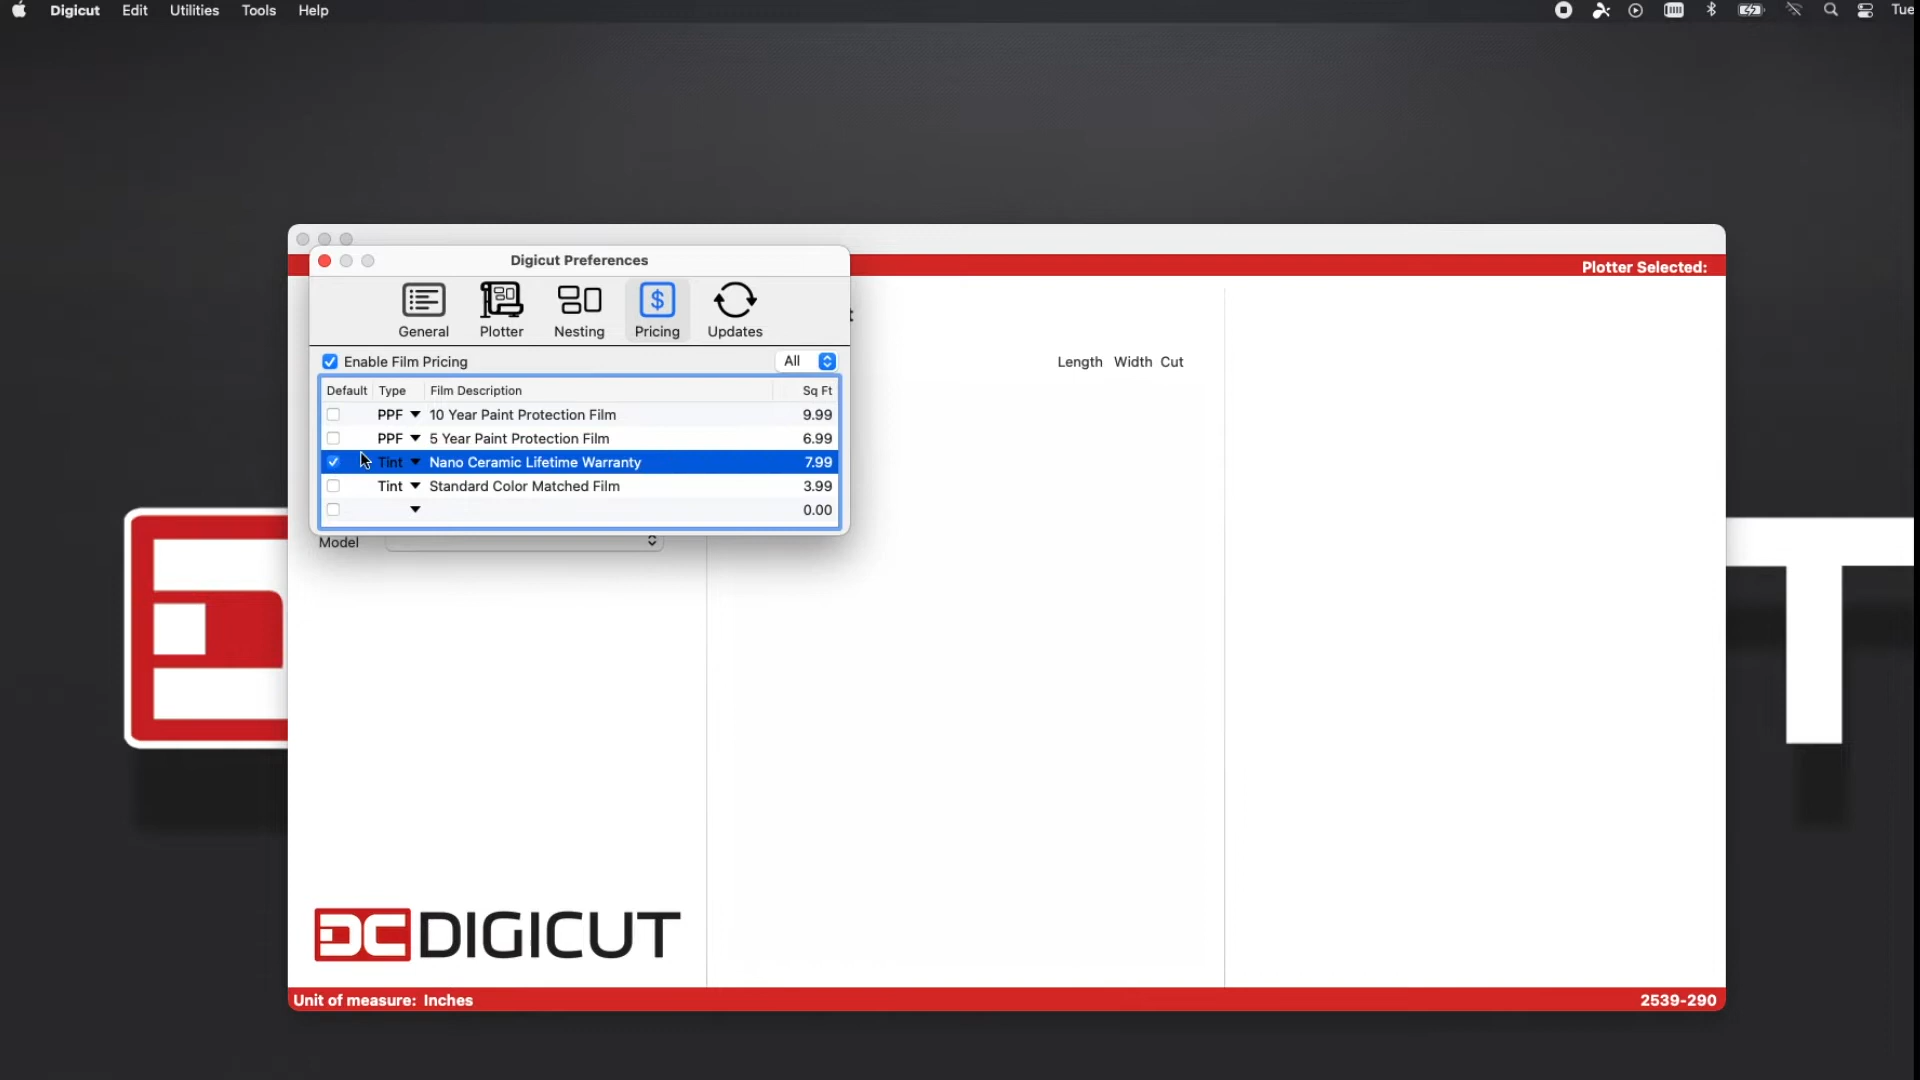 Digicut Edit Utilities Tools Help Tue
Plotter Selected:
Digicut Preferences
General Plotter Nesting $ Pricing Updates
t
Enable Film Pricing All
Length Width Cut
Default Type Film Description Sq Ft
PPF 10 Year Paint Protection Film 9.99
PPF 5 Year Paint Protection Film 6.99
Tint Nano Ceramic Lifetime Warranty 7.99
Tint Standard Color Matched Film 3.99
0.00
Model
T
DC DIGICUT
Unit of measure: Inches 2539-290